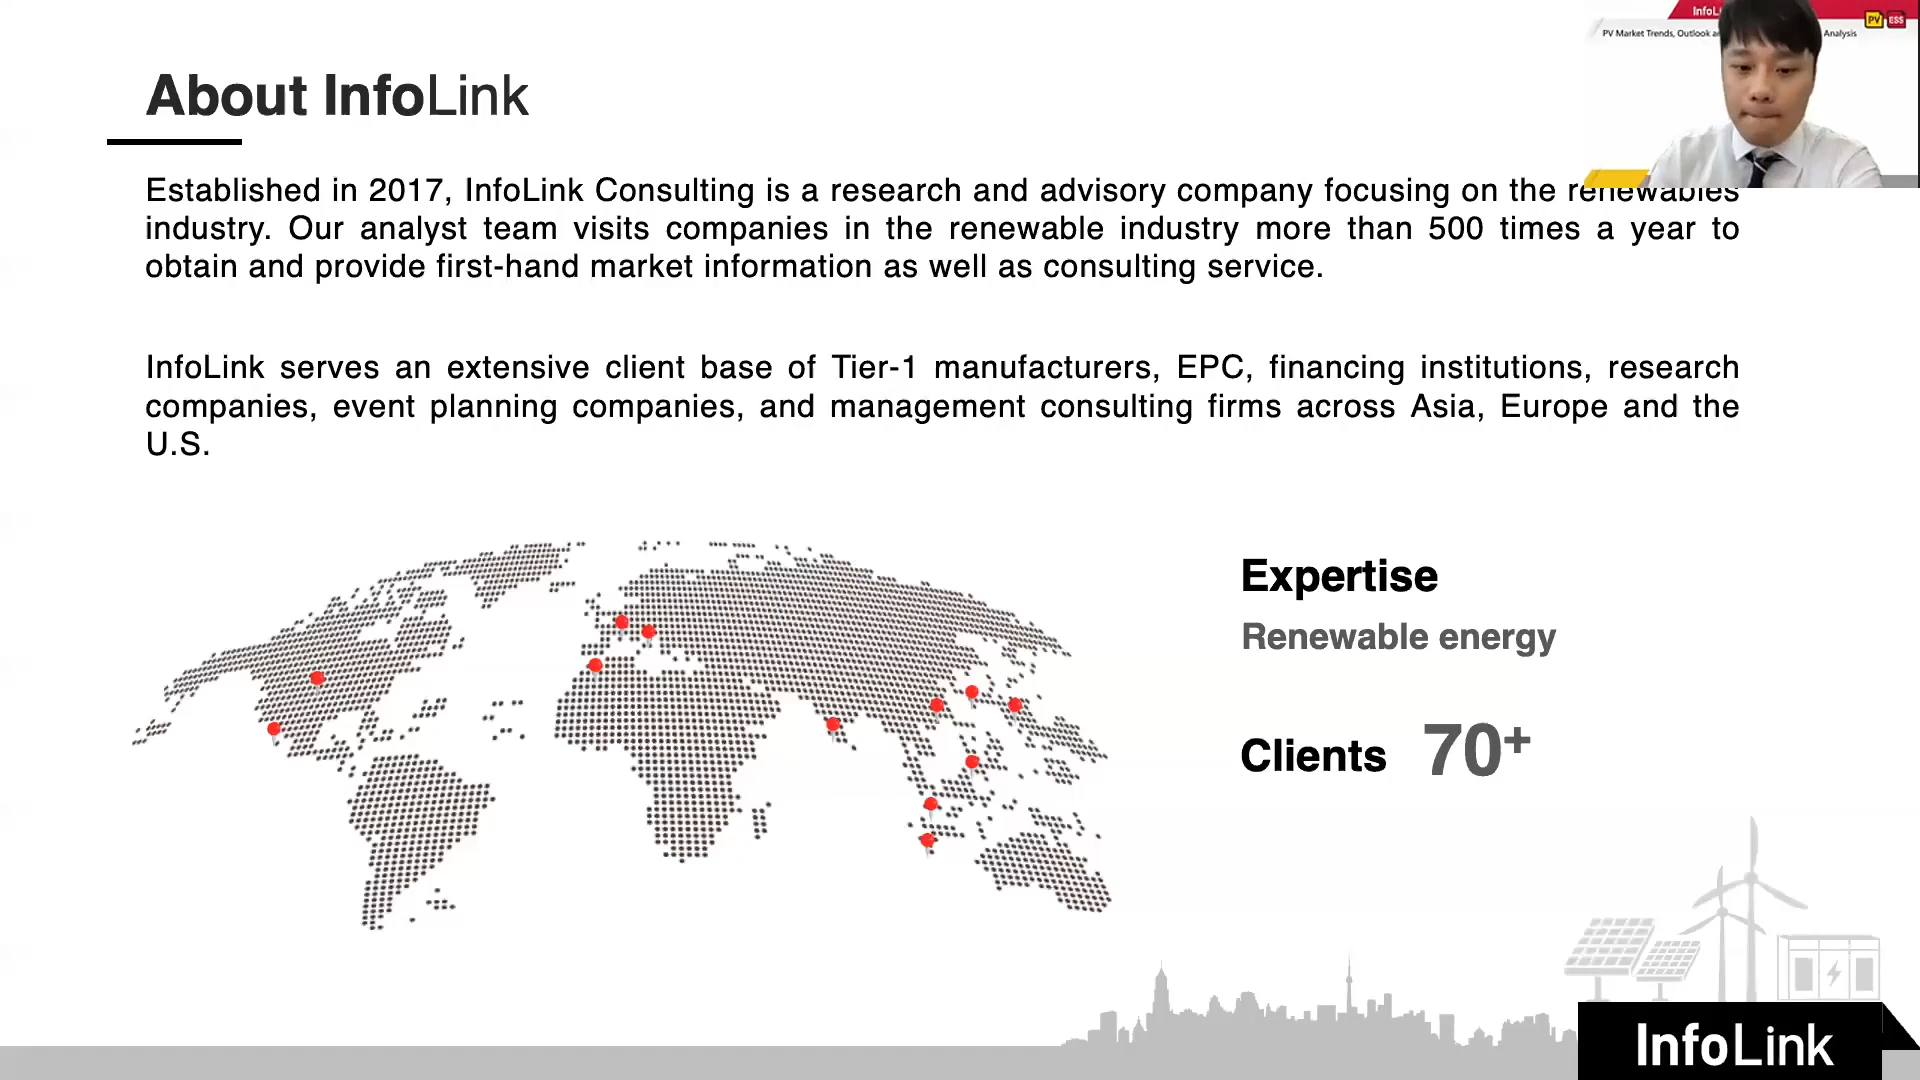 InfoL
PV ESS
PV Market Trends, Outlook Analysis
About InfoLink
Established in 2017, InfoLink Consulting is a research and advisory company focusing on the renewables
industry. Our analyst team visits companies in the renewable industry more than 500 times a year to
obtain and provide first-hand market information as well as consulting service.
InfoLink serves an extensive client base of Tier-1 manufacturers, EPC, financing institutions, research
companies, event planning companies, and management consulting firms across Asia, Europe and the
U.S.
Expertise
Renewable energy
Clients 70+
InfoLink